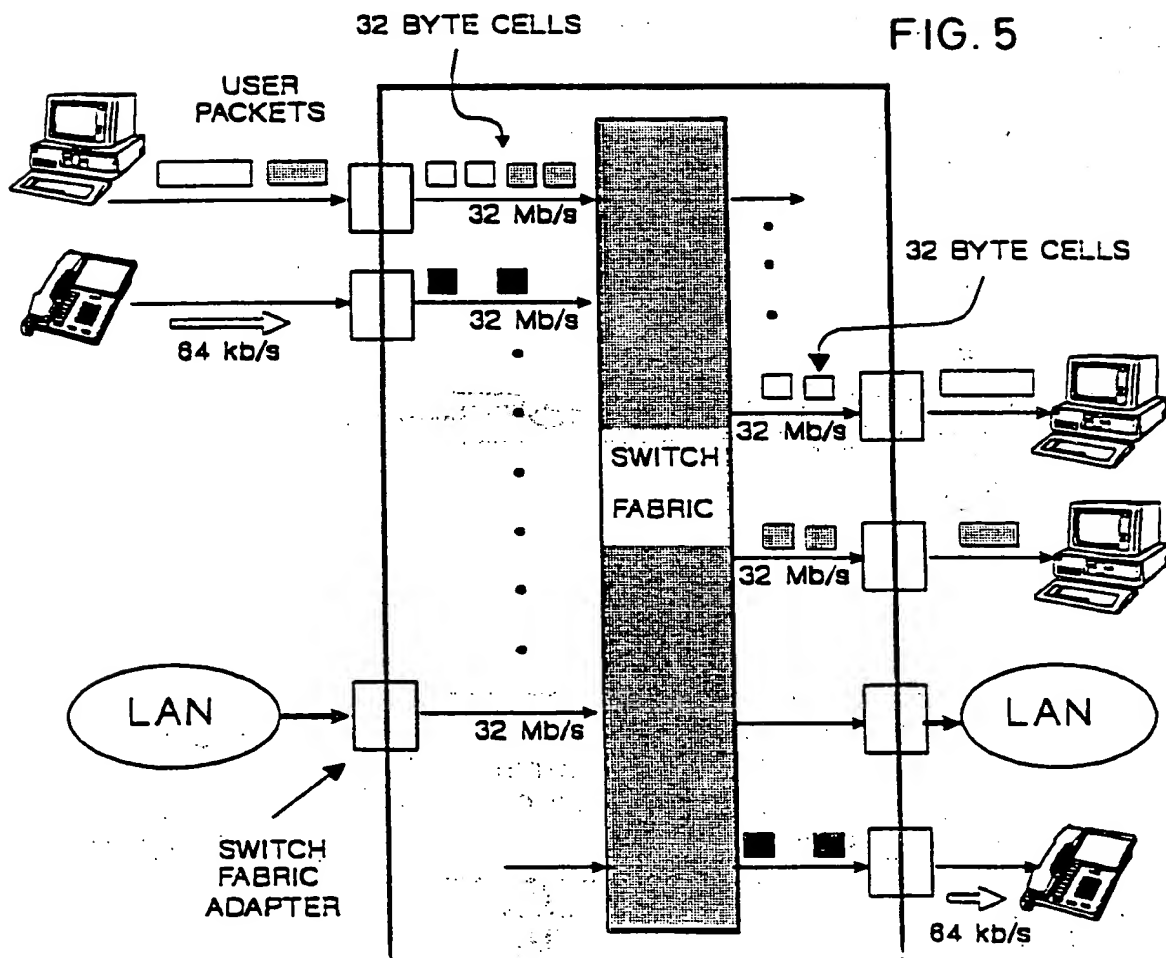 FIG. 5
32 BYTE CELLS
USER
PACKETS
32 Mb/s
64 kb/s
32 Mb/s
32 BYTE CELLS
32 Mb/s
SWITCH
FABRIC
32 Mb/s
LAN
32 Mb/s
LAN
SWITCH
FABRIC
ADAPTER
64 kb/s